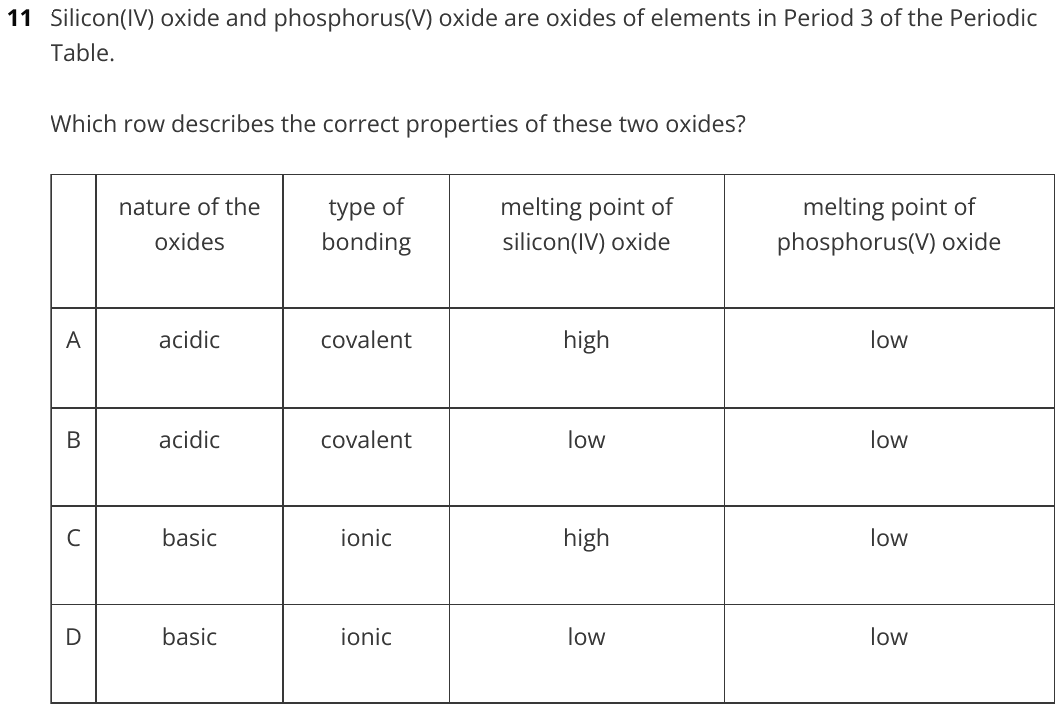 11 Silicon(IV) oxide and phosphorus(V) oxide are oxides of elements in Period 3 of the Periodic
Table.
Which row describes the correct properties of these two oxides?
nature of the oxides | type of bonding | melting point of silicon(IV) oxide | melting point of phosphorus(V) oxide
A acidic covalent high low
B acidic covalent low low
C basic ionic high low
D basic ionic low low